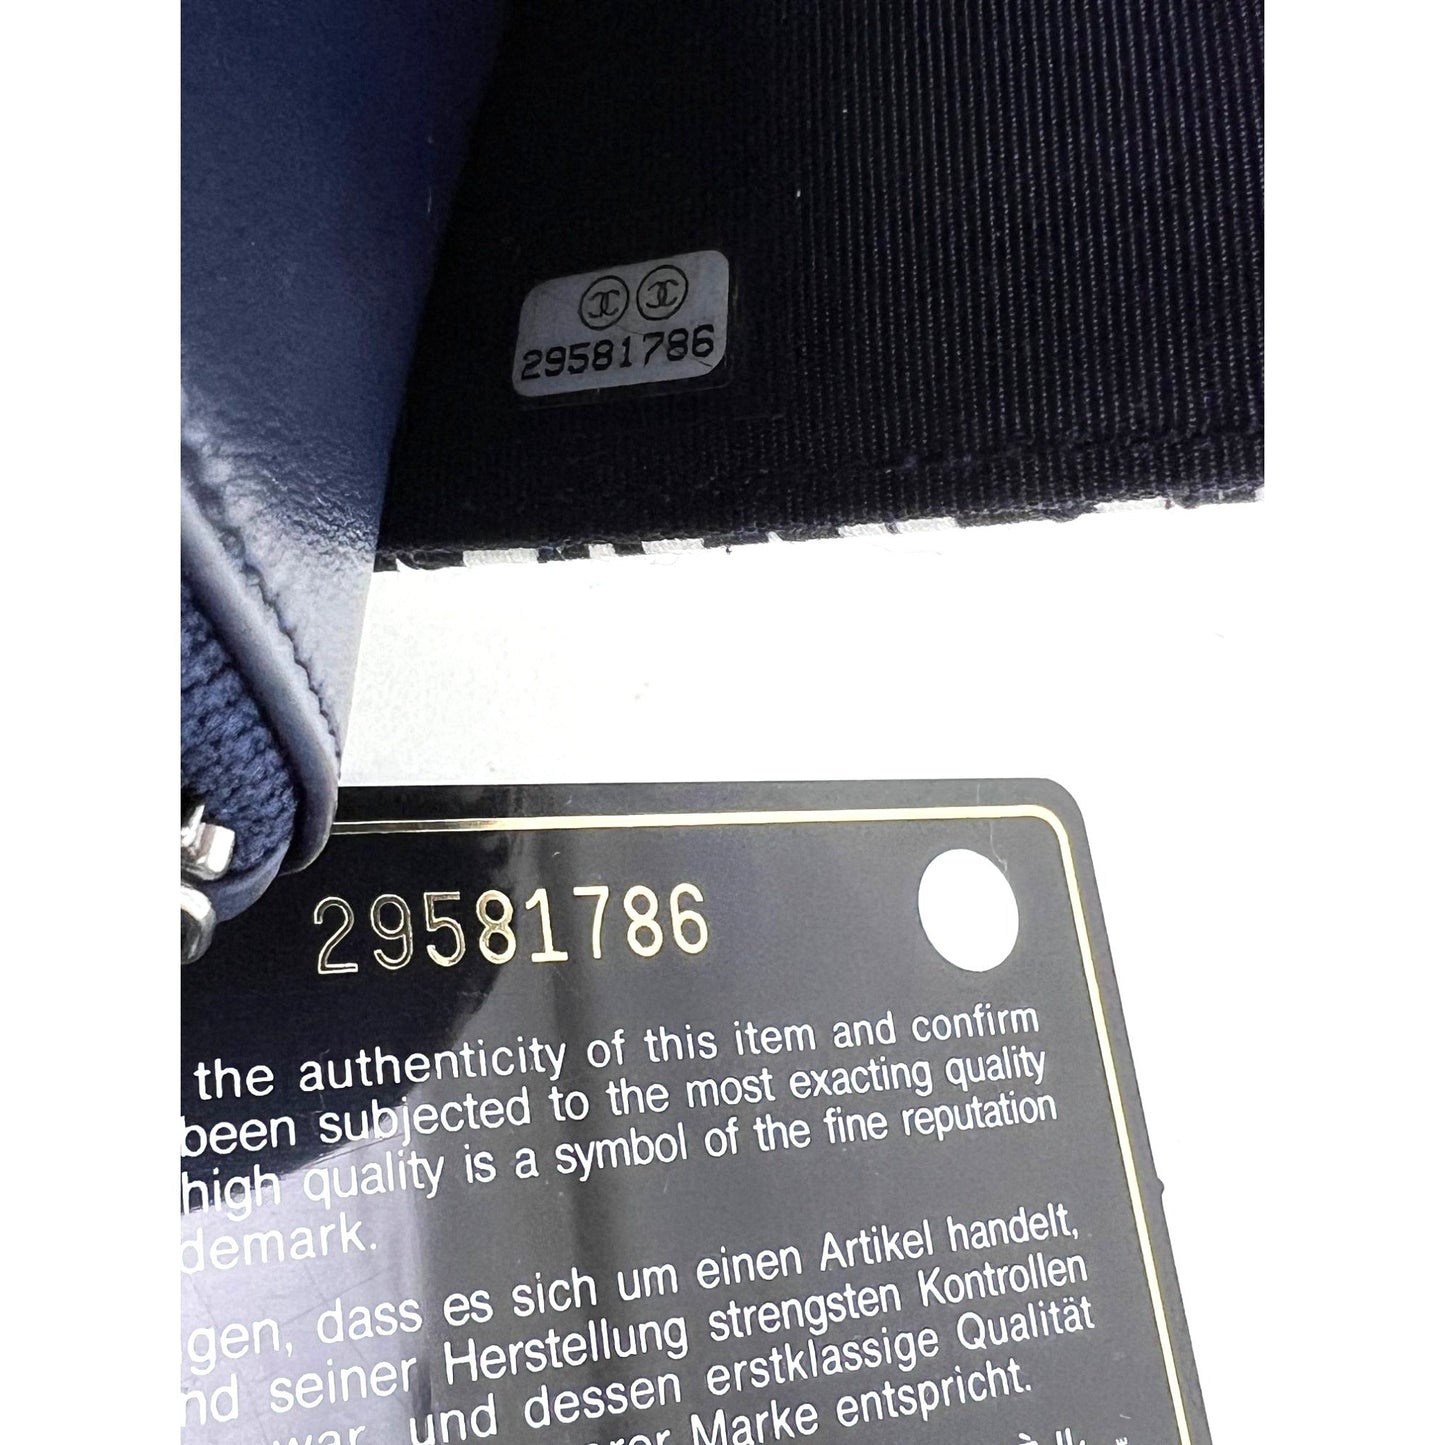 29581786
29581786
the authenticity of this item and confirm
been subjected to the most exacting quality
high quality is a symbol of the fine reputation
demark.
gen, dass es sich um einen Artikel handelt,
nd seiner Herstellung strengsten Kontrollen
war, und dessen erstklassige Qualität
erer Marke entspricht.